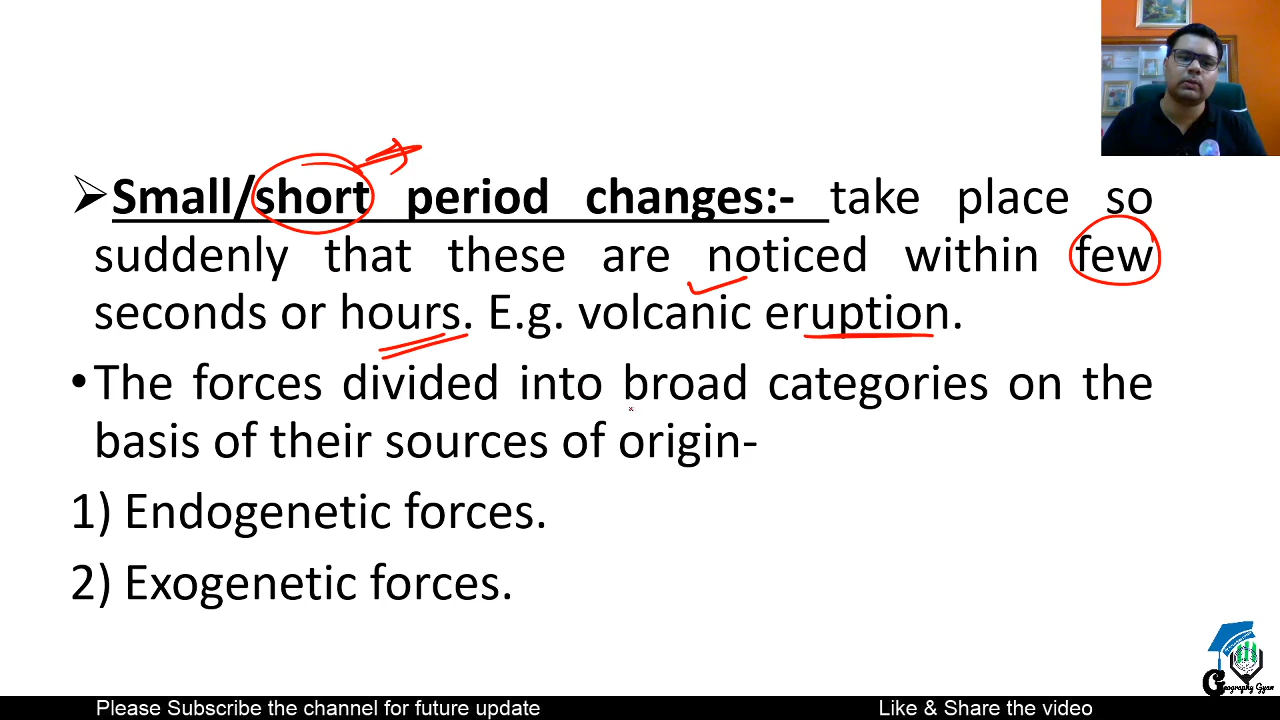 ➢Small/short period changes:- take place so
suddenly that these are noticed within few
seconds or hours. E.g. volcanic eruption.
•The forces divided into broad categories on the
basis of their sources of origin-
1) Endogenetic forces.
2) Exogenetic forces.
Geography Gyan
Please Subscribe the channel for future update
Like & Share the video